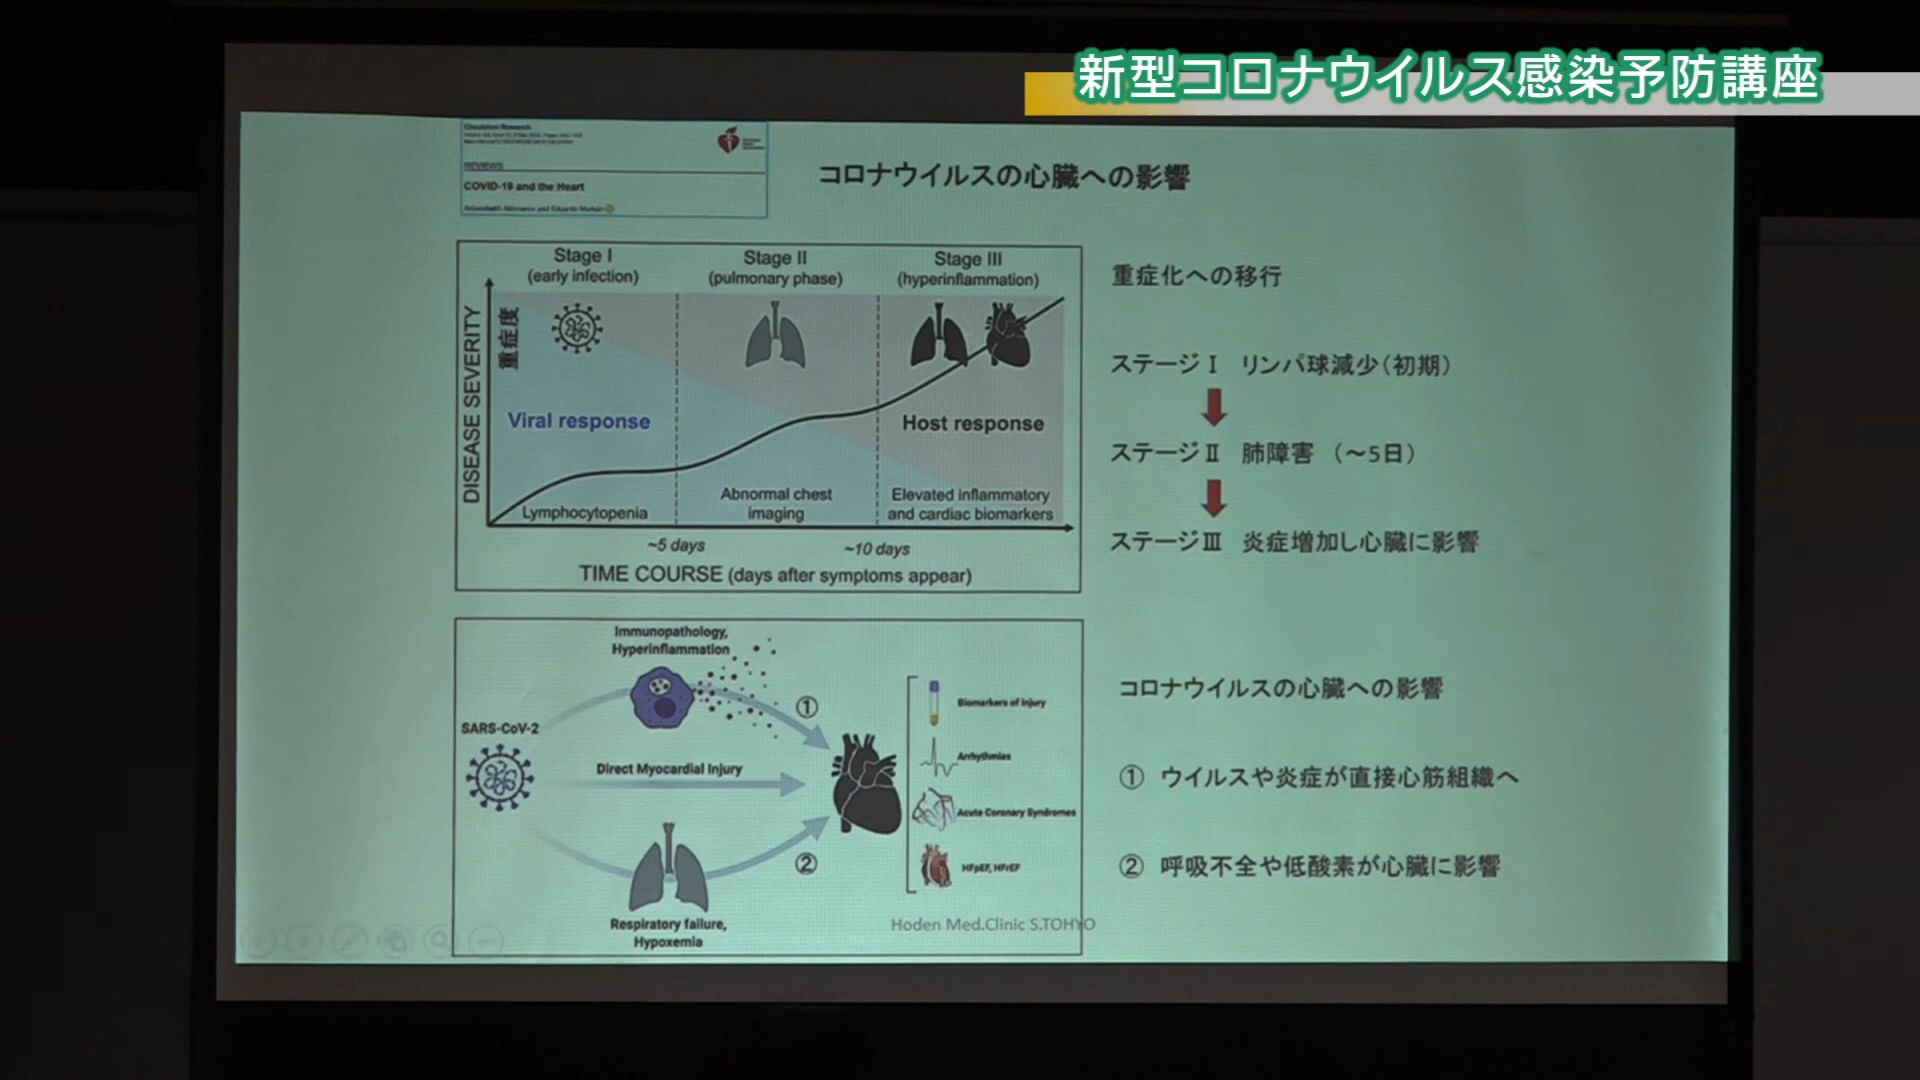 新型コロナウイルス感染予防講座
Circulation Research
REVIEWS
COVID-19 and the Heart
コロナウイルスの心臓への影響
Stage I
(early infection)
Stage II
(pulmonary phase)
Stage III
(hyperinflammation)
DISEASE SEVERITY
重症度
Viral response
Host response
Lymphocytopenia
Abnormal chest
imaging
Elevated inflammatory
and cardiac biomarkers
~5 days
~10 days
TIME COURSE (days after symptoms appear)
重症化への移行
ステージⅠ リンパ球減少(初期)
ステージⅡ 肺障害 (~5日)
ステージⅢ 炎症増加し心臓に影響
Immunopathology,
Hyperinflammation
①
SARS-CoV-2
Direct Myocardial Injury
②
Respiratory failure,
Hypoxemia
Biomarkers of Injury
Arrhythmias
Acute Coronary Syndromes
HFpEF, HFrEF
Hoden Med.Clinic S.TOHYO
コロナウイルスの心臓への影響
① ウイルスや炎症が直接心筋組織へ
② 呼吸不全や低酸素が心臓に影響